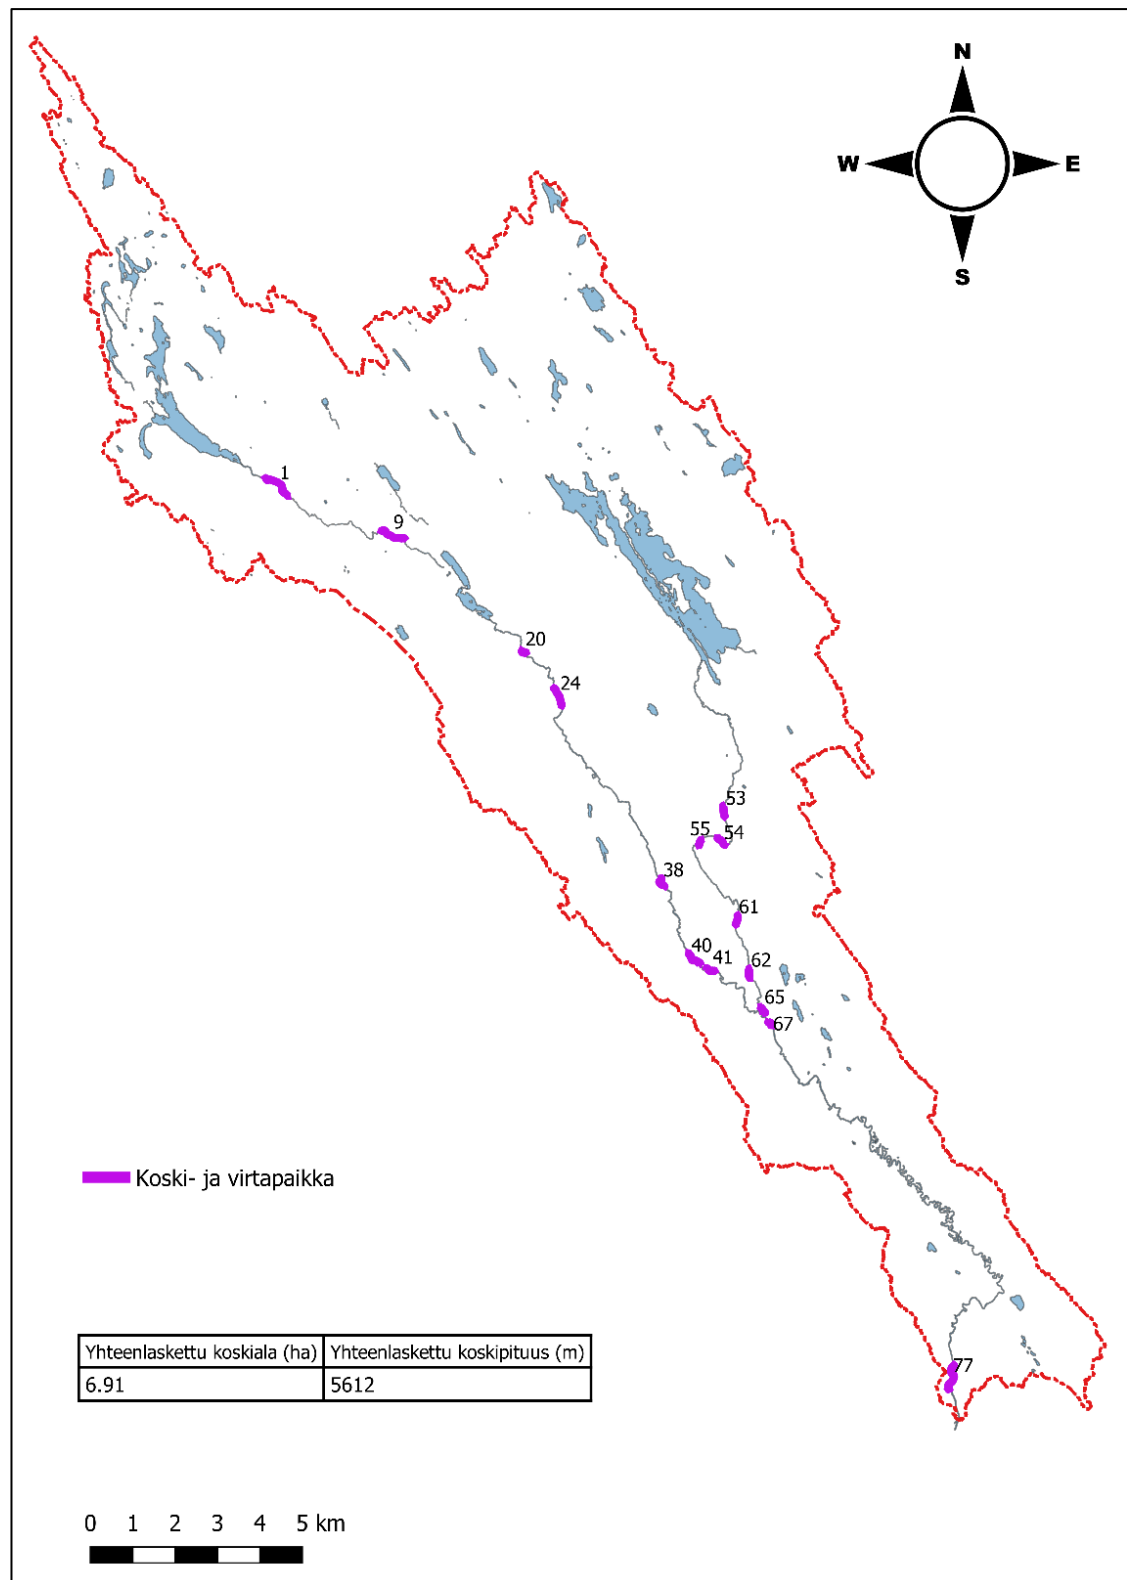 N
W E
S
1
9
20
24
53
55 54
38
61
40
41 62
65
67
Koski- ja virtapaikka
Yhteenlaskettu koskiala (ha) Yhteenlaskettu koskipituus (m)
6.91 5612
77
0 1 2 3 4 5 km